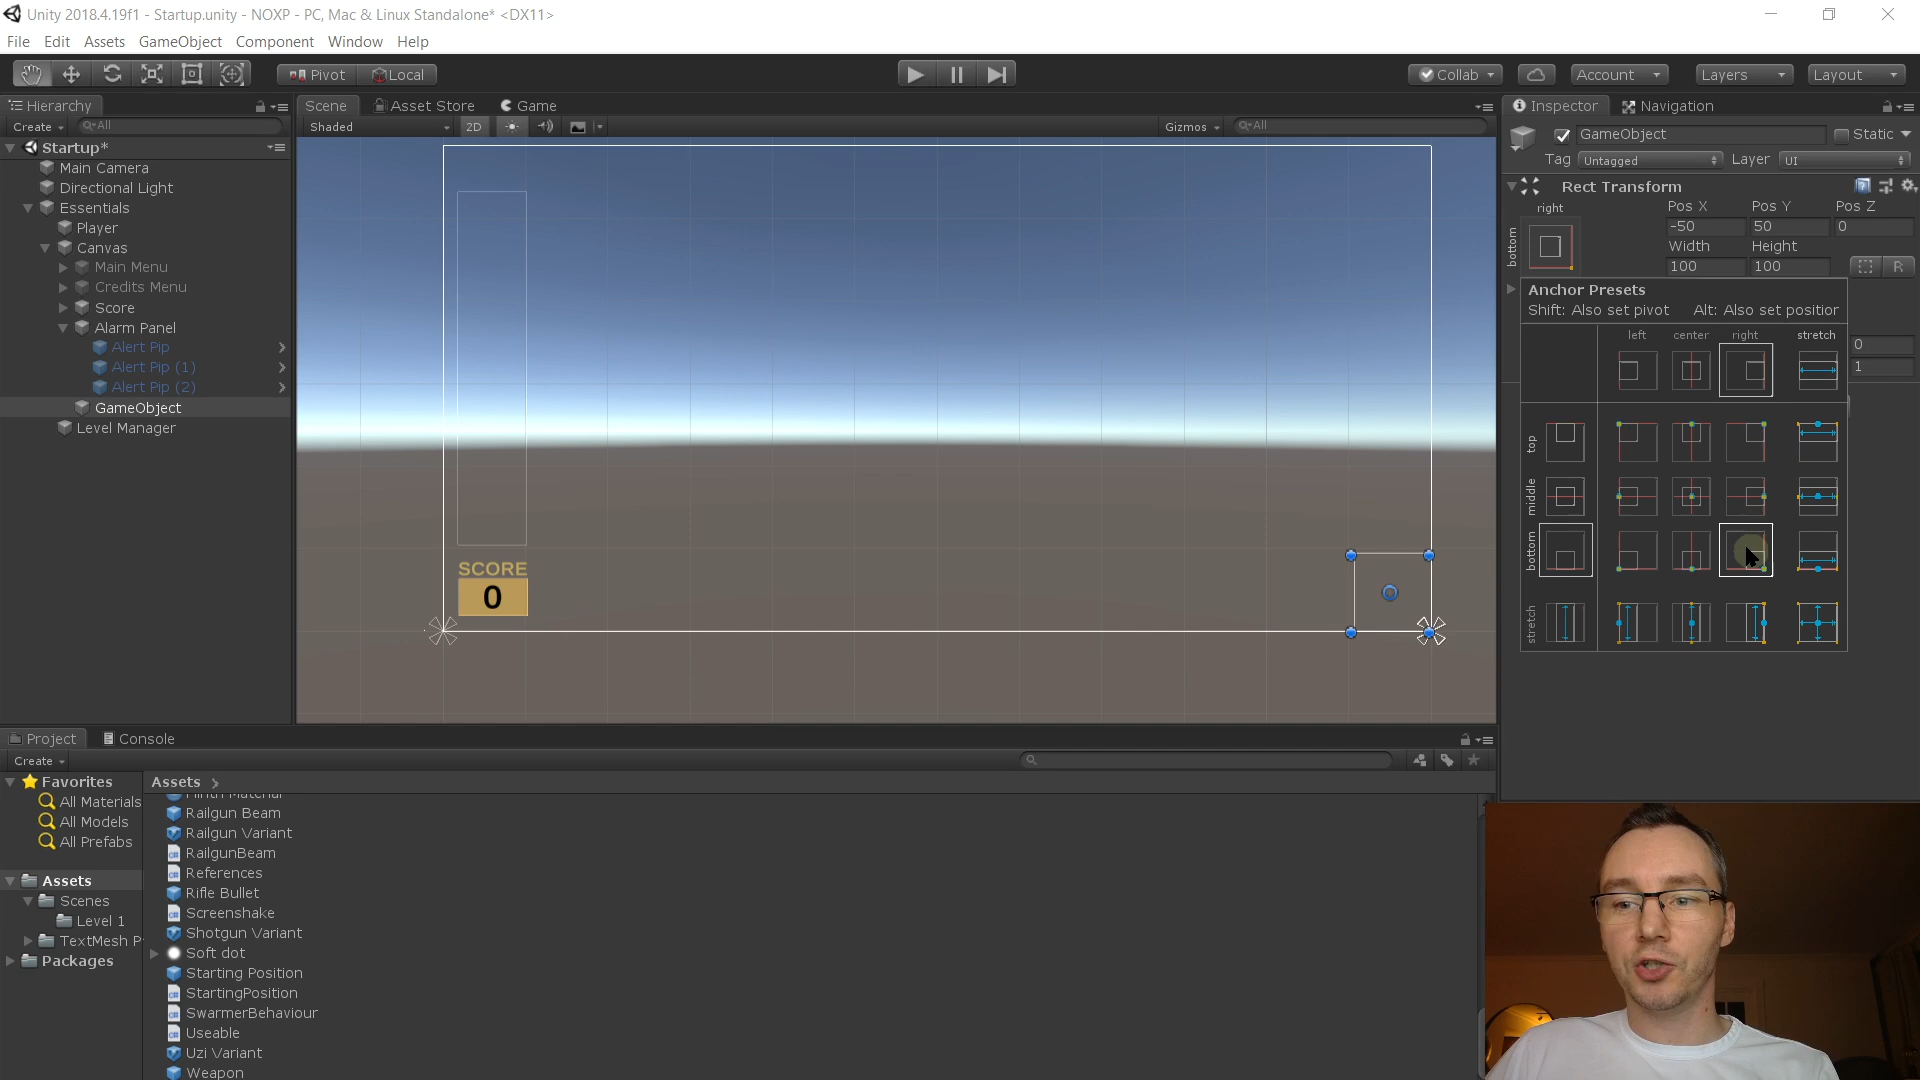 Unity 2018.4.19f1 - Startup.unity - NOXP - PC, Mac & Linux Standalone* <DX11>
File Edit Assets GameObject Component Window Help
Pivot Local Collab Account Layers Layout
Hierarchy Scene Asset Store Game Inspector Navigation
Create All Shaded 2D Gizmos All GameObject Static
Startup* Tag Untagged Layer UI
Main Camera
Directional Light Rect Transform
Essentials right Pos X Pos Y Pos Z
Player -50 50 0
Canvas bottom Width Height
Main Menu 100 100 R
Credits Menu Anchor Presets
Score Shift: Also set pivot Alt: Also set position
Alarm Panel left center right stretch
Alert Pip 0
Alert Pip (1) 1
Alert Pip (2)
GameObject
Level Manager
top
middle
bottom
stretch
SCORE
0
Project Console
Create
Favorites Assets
All Materials
All Models
All Prefabs
Assets
Scenes
Level 1
TextMesh P
Packages
Railgun Beam
Railgun Variant
RailgunBeam
References
Rifle Bullet
Screenshake
Shotgun Variant
Soft dot
Starting Position
StartingPosition
SwarmerBehaviour
Useable
Uzi Variant
Weapon